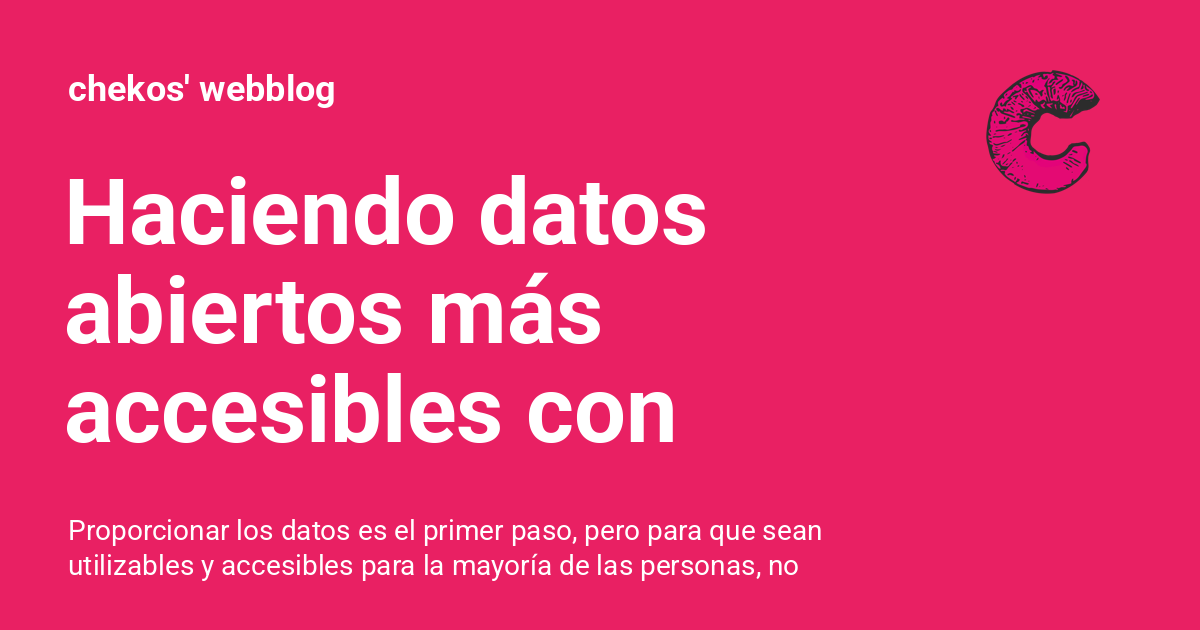 chekos' webblog
Haciendo datos
abiertos más
accesibles con
Proporcionar los datos es el primer paso, pero para que sean
utilizables y accesibles para la mayoría de las personas, no